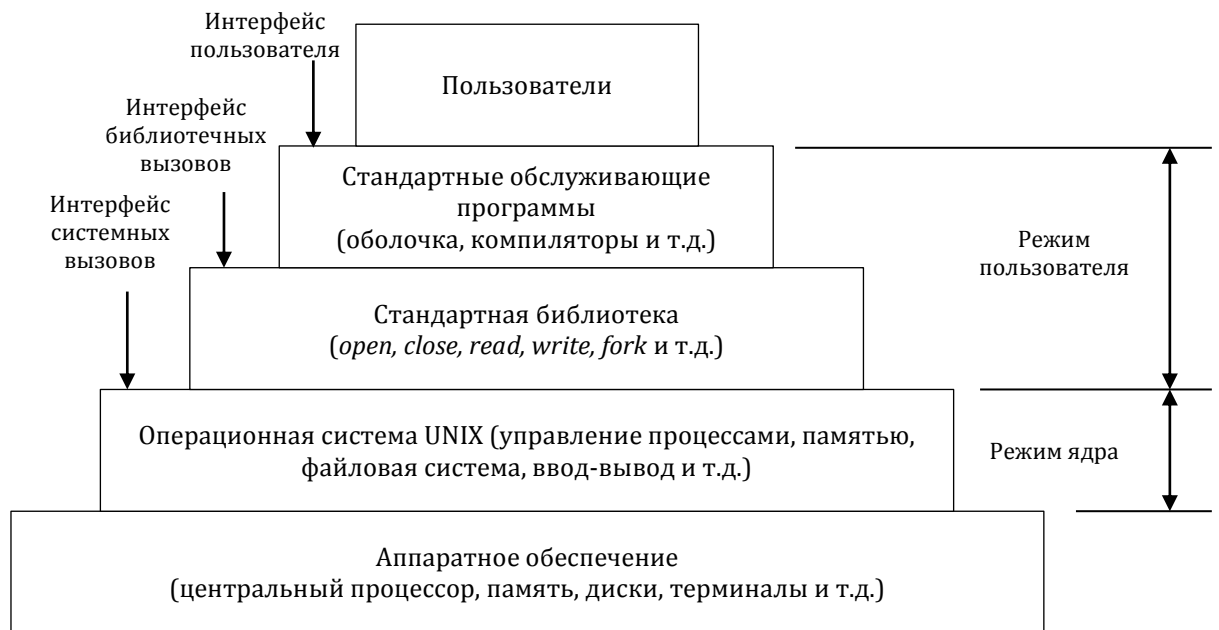 Интерфейс
пользователя
Пользователи
Интерфейс
библиотечных
вызовов
Стандартные обслуживающие
программы
(оболочка, компиляторы и т.д.)
Интерфейс
системных
вызовов
Режим
пользователя
Стандартная библиотека
(open, close, read, write, fork и т.д.)
Операционная система UNIX (управление процессами, памятью,
файловая система, ввод-вывод и т.д.)
Режим ядра
Аппаратное обеспечение
(центральный процессор, память, диски, терминалы и т.д.)